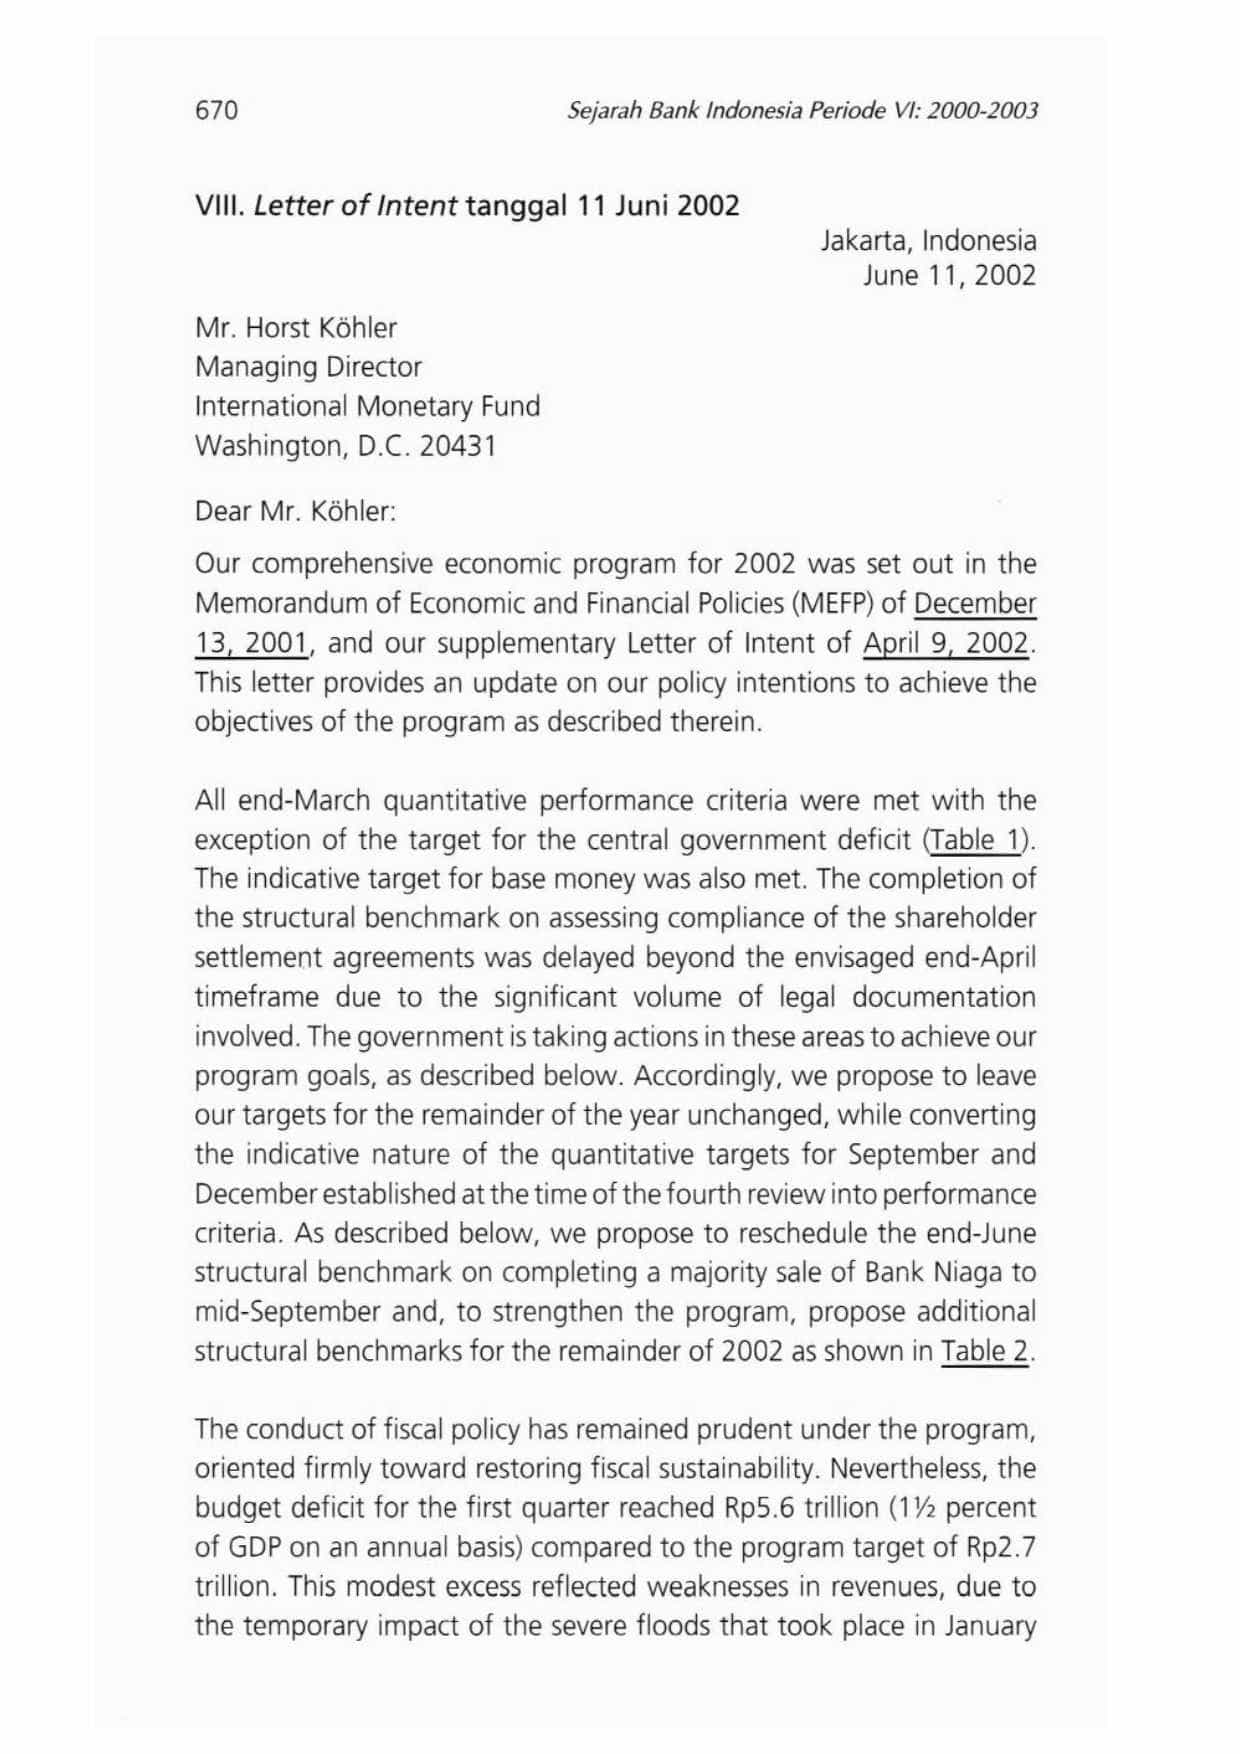 670
Sejarah Bank Indonesia Periode VI: 2000-2003
VIII. Letter of Intent tanggal 11 Juni 2002
Jakarta, Indonesia
June 11, 2002
Mr. Horst Köhler
Managing Director
International Monetary Fund
Washington, D.C. 20431
Dear Mr. Köhler:
Our comprehensive economic program for 2002 was set out in the
Memorandum of Economic and Financial Policies (MEFP) of December
13, 2001, and our supplementary Letter of Intent of April 9, 2002.
This letter provides an update on our policy intentions to achieve the
objectives of the program as described therein.
All end-March quantitative performance criteria were met with the
exception of the target for the central government deficit (Table 1).
The indicative target for base money was also met. The completion of
the structural benchmark on assessing compliance of the shareholder
settlement agreements was delayed beyond the envisaged end-April
timeframe due to the significant volume of legal documentation
involved. The government is taking actions in these areas to achieve our
program goals, as described below. Accordingly, we propose to leave
our targets for the remainder of the year unchanged, while converting
the indicative nature of the quantitative targets for September and
December established at the time of the fourth review into performance
criteria. As described below, we propose to reschedule the end-June
structural benchmark on completing a majority sale of Bank Niaga to
mid-September and, to strengthen the program, propose additional
structural benchmarks for the remainder of 2002 as shown in Table 2.
The conduct of fiscal policy has remained prudent under the program,
oriented firmly toward restoring fiscal sustainability. Nevertheless, the
budget deficit for the first quarter reached Rp5.6 trillion (1½ percent
of GDP on an annual basis) compared to the program target of Rp2.7
trillion. This modest excess reflected weaknesses in revenues, due to
the temporary impact of the severe floods that took place in January